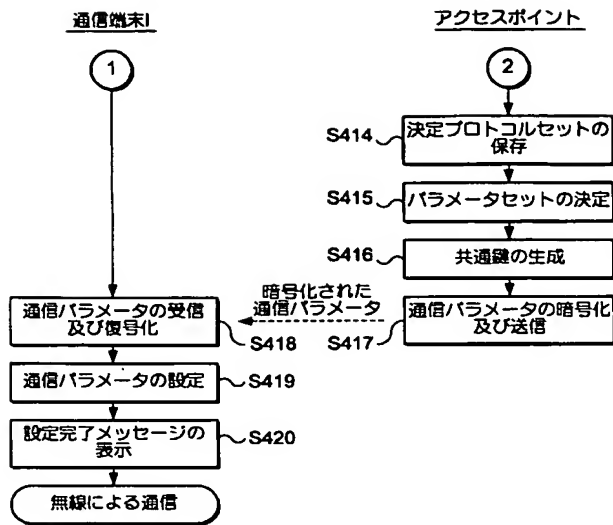 通信端末I
アクセスポイント
1
2
S414
決定プロトコルセットの
保存
S415
パラメータセットの決定
S416
共通鍵の生成
暗号化された
通信パラメータ
通信パラメータの暗号化
及び送信
S417
通信パラメータの受信
及び復号化
S418
通信パラメータの設定
S419
設定完了メッセージの
表示
S420
無線による通信